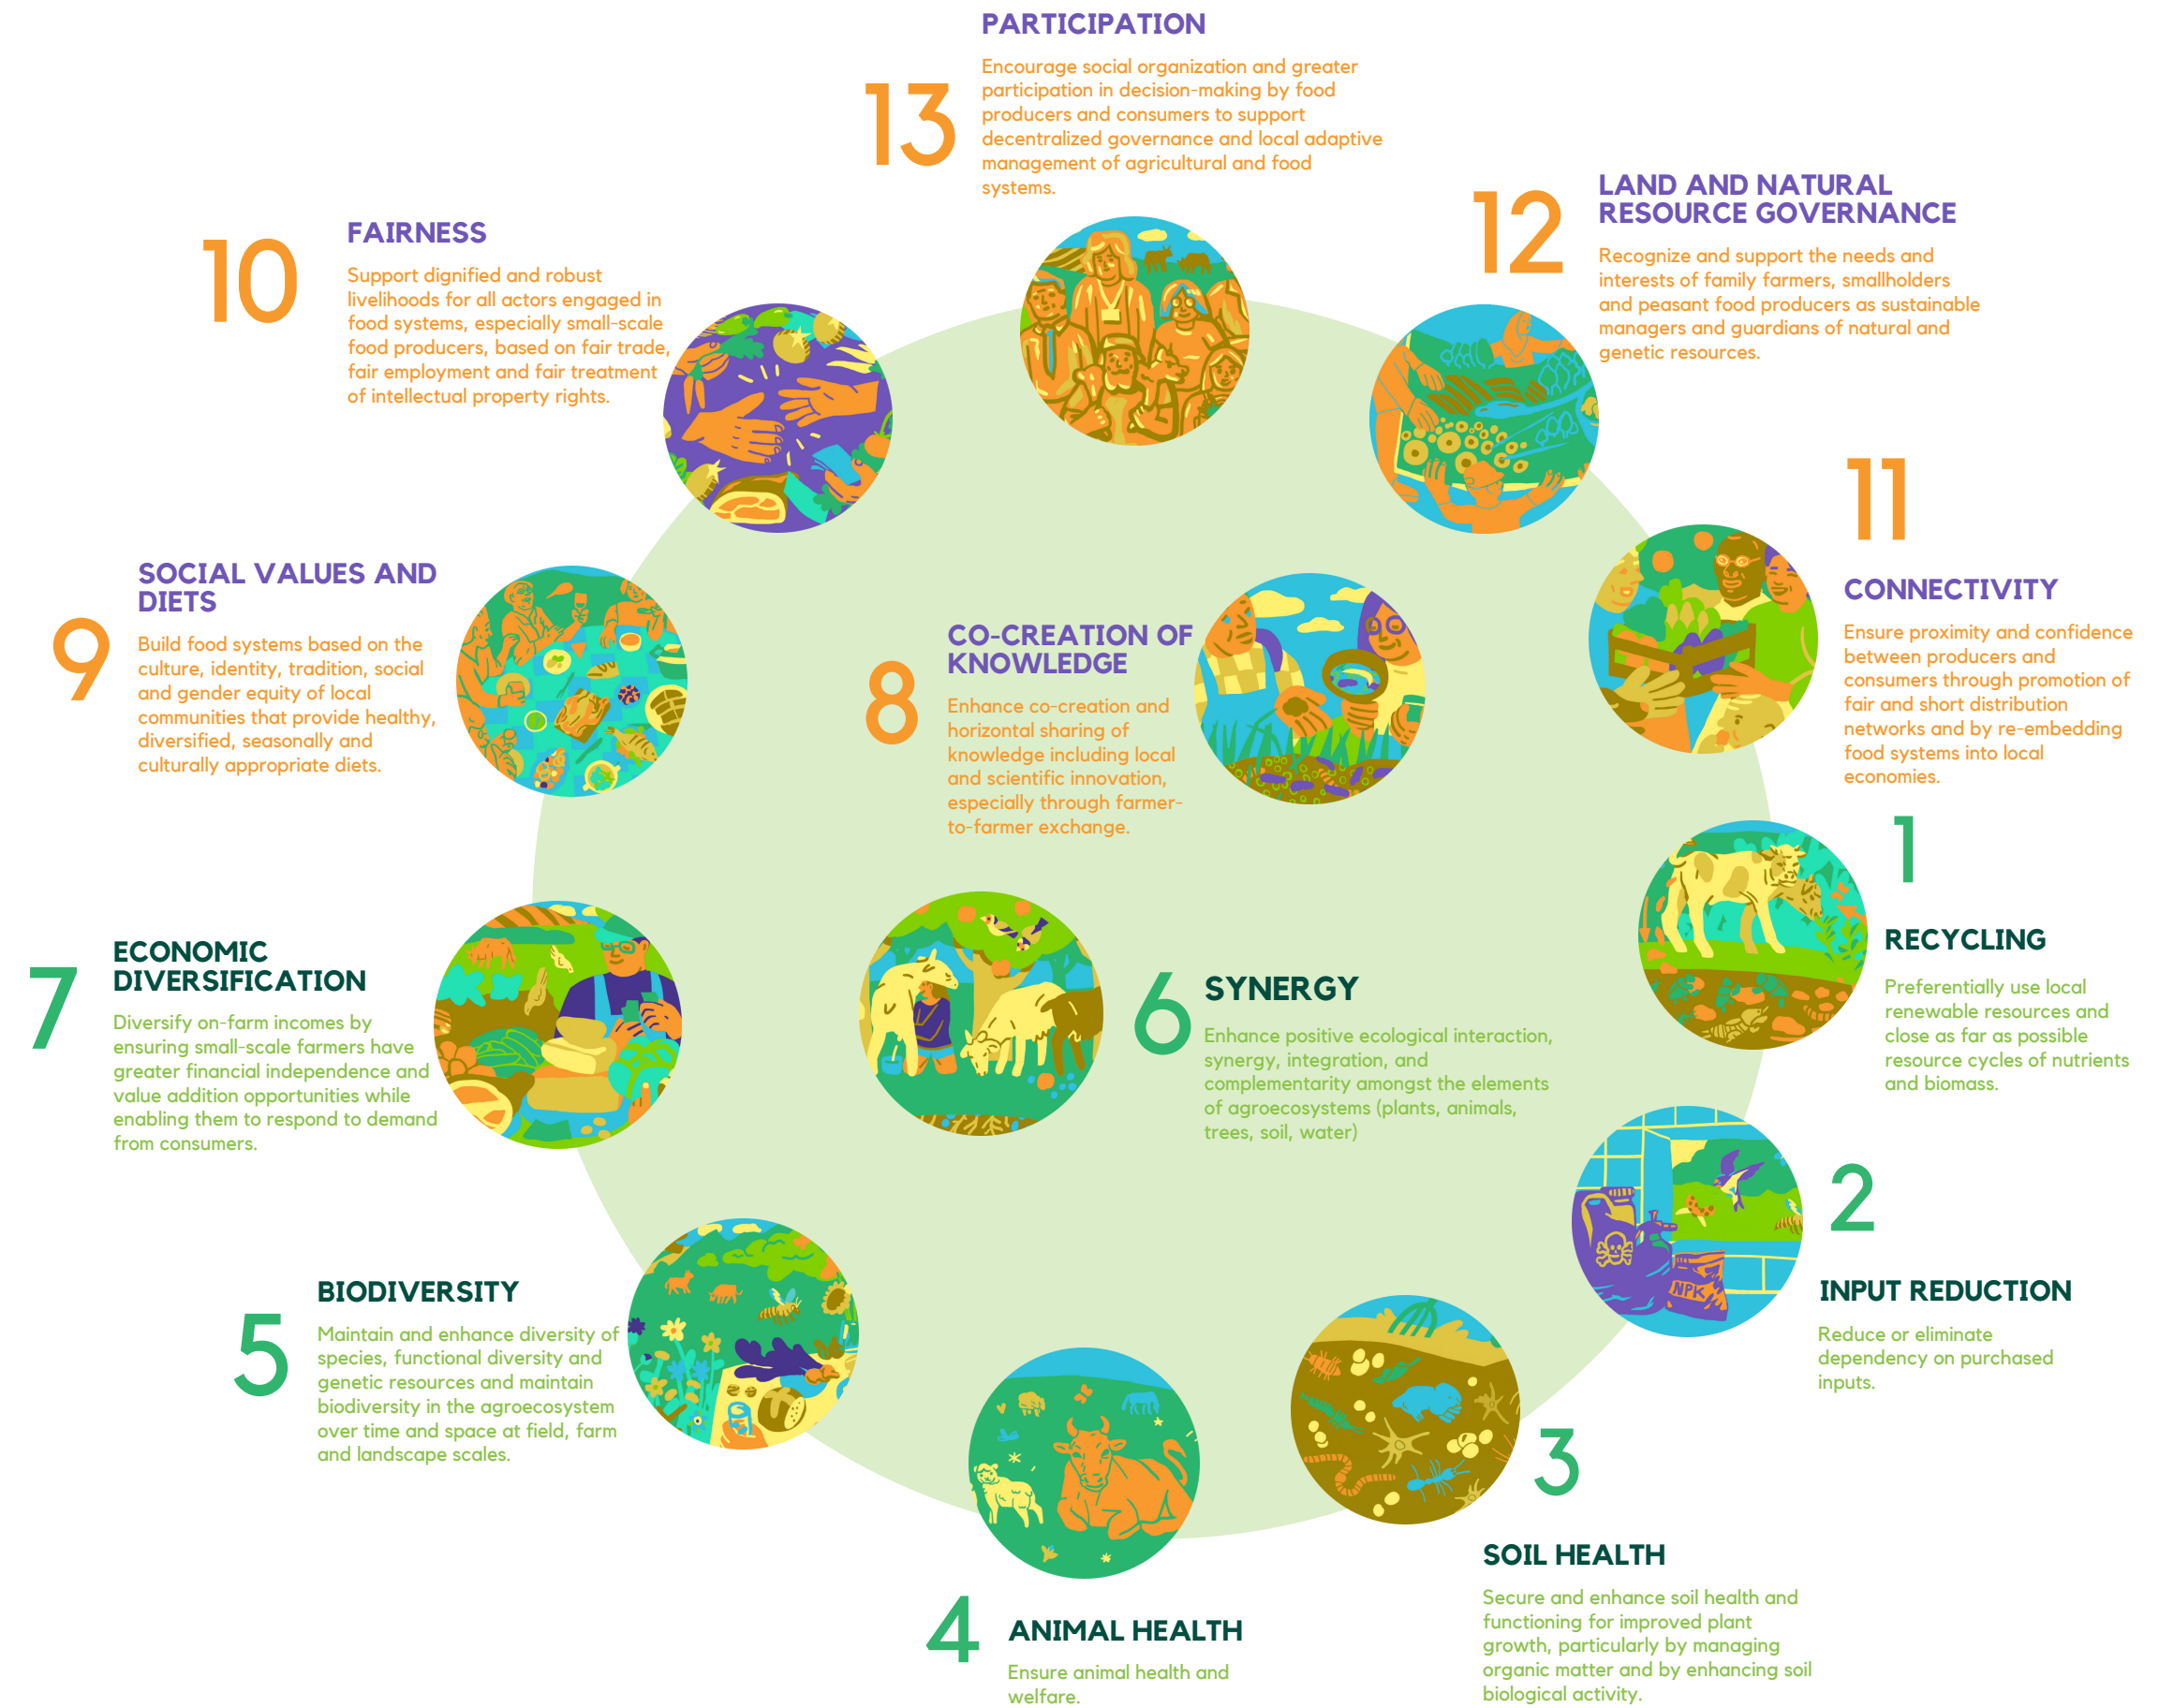 PARTICIPATION
13
Encourage social organization and greater
participation in decision-making by food
producers and consumers to support
decentralized governance and local adaptive
management of agricultural and food
systems.
12
LAND AND NATURAL
RESOURCE GOVERNANCE
Recognize and support the needs and
interests of family farmers, smallholders
and peasant food producers as sustainable
managers and guardians of natural and
genetic resources.
10
FAIRNESS
Support dignified and robust
livelihoods for all actors engaged in
food systems, especially small-scale
food producers, based on fair trade,
fair employment and fair treatment
of intellectual property rights.
11
CONNECTIVITY
Ensure proximity and confidence
between producers and
consumers through promotion of
fair and short distribution
networks and by re-embedding
food systems into local
economies.
9
SOCIAL VALUES AND
DIETS
Build food systems based on the
culture, identity, tradition, social
and gender equity of local
communities that provide healthy,
diversified, seasonally and
culturally appropriate diets.
8
CO-CREATION OF
KNOWLEDGE
Enhance co-creation and
horizontal sharing of
knowledge including local
and scientific innovation,
especially through farmer-
to-farmer exchange.
1
RECYCLING
Preferentially use local
renewable resources and
close as far as possible
resource cycles of nutrients
and biomass.
7
ECONOMIC
DIVERSIFICATION
Diversify on-farm incomes by
ensuring small-scale farmers have
greater financial independence and
value addition opportunities while
enabling them to respond to demand
from consumers.
6
SYNERGY
Enhance positive ecological interaction,
synergy, integration, and
complementarity amongst the elements
of agroecosystems (plants, animals,
trees, soil, water)
2
NPK
INPUT REDUCTION
Reduce or eliminate
dependency on purchased
inputs.
5
BIODIVERSITY
Maintain and enhance diversity of
species, functional diversity and
genetic resources and maintain
biodiversity in the agroecosystem
over time and space at field, farm
and landscape scales.
3
SOIL HEALTH
Secure and enhance soil health and
functioning for improved plant
growth, particularly by managing
organic matter and by enhancing soil
biological activity.
4
ANIMAL HEALTH
Ensure animal health and
welfare.